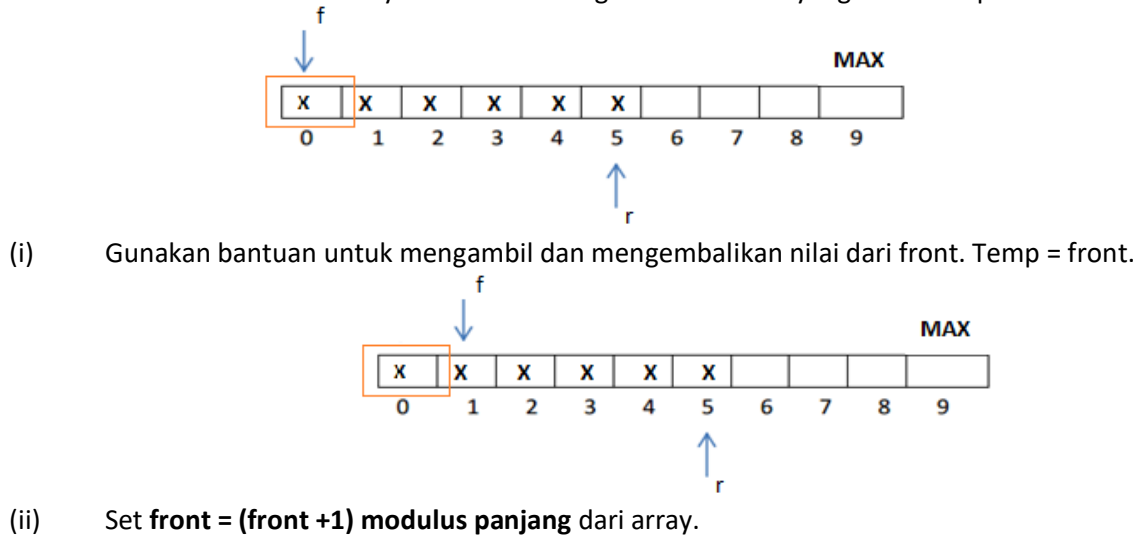 f
MAX
X X X X X X
0 1 2 3 4 5 6 7 8 9
r
(i) Gunakan bantuan untuk mengambil dan mengembalikan nilai dari front. Temp = front.
f
MAX
X X X X X X
0 1 2 3 4 5 6 7 8 9
r
(ii) Set front = (front +1) modulus panjang dari array.